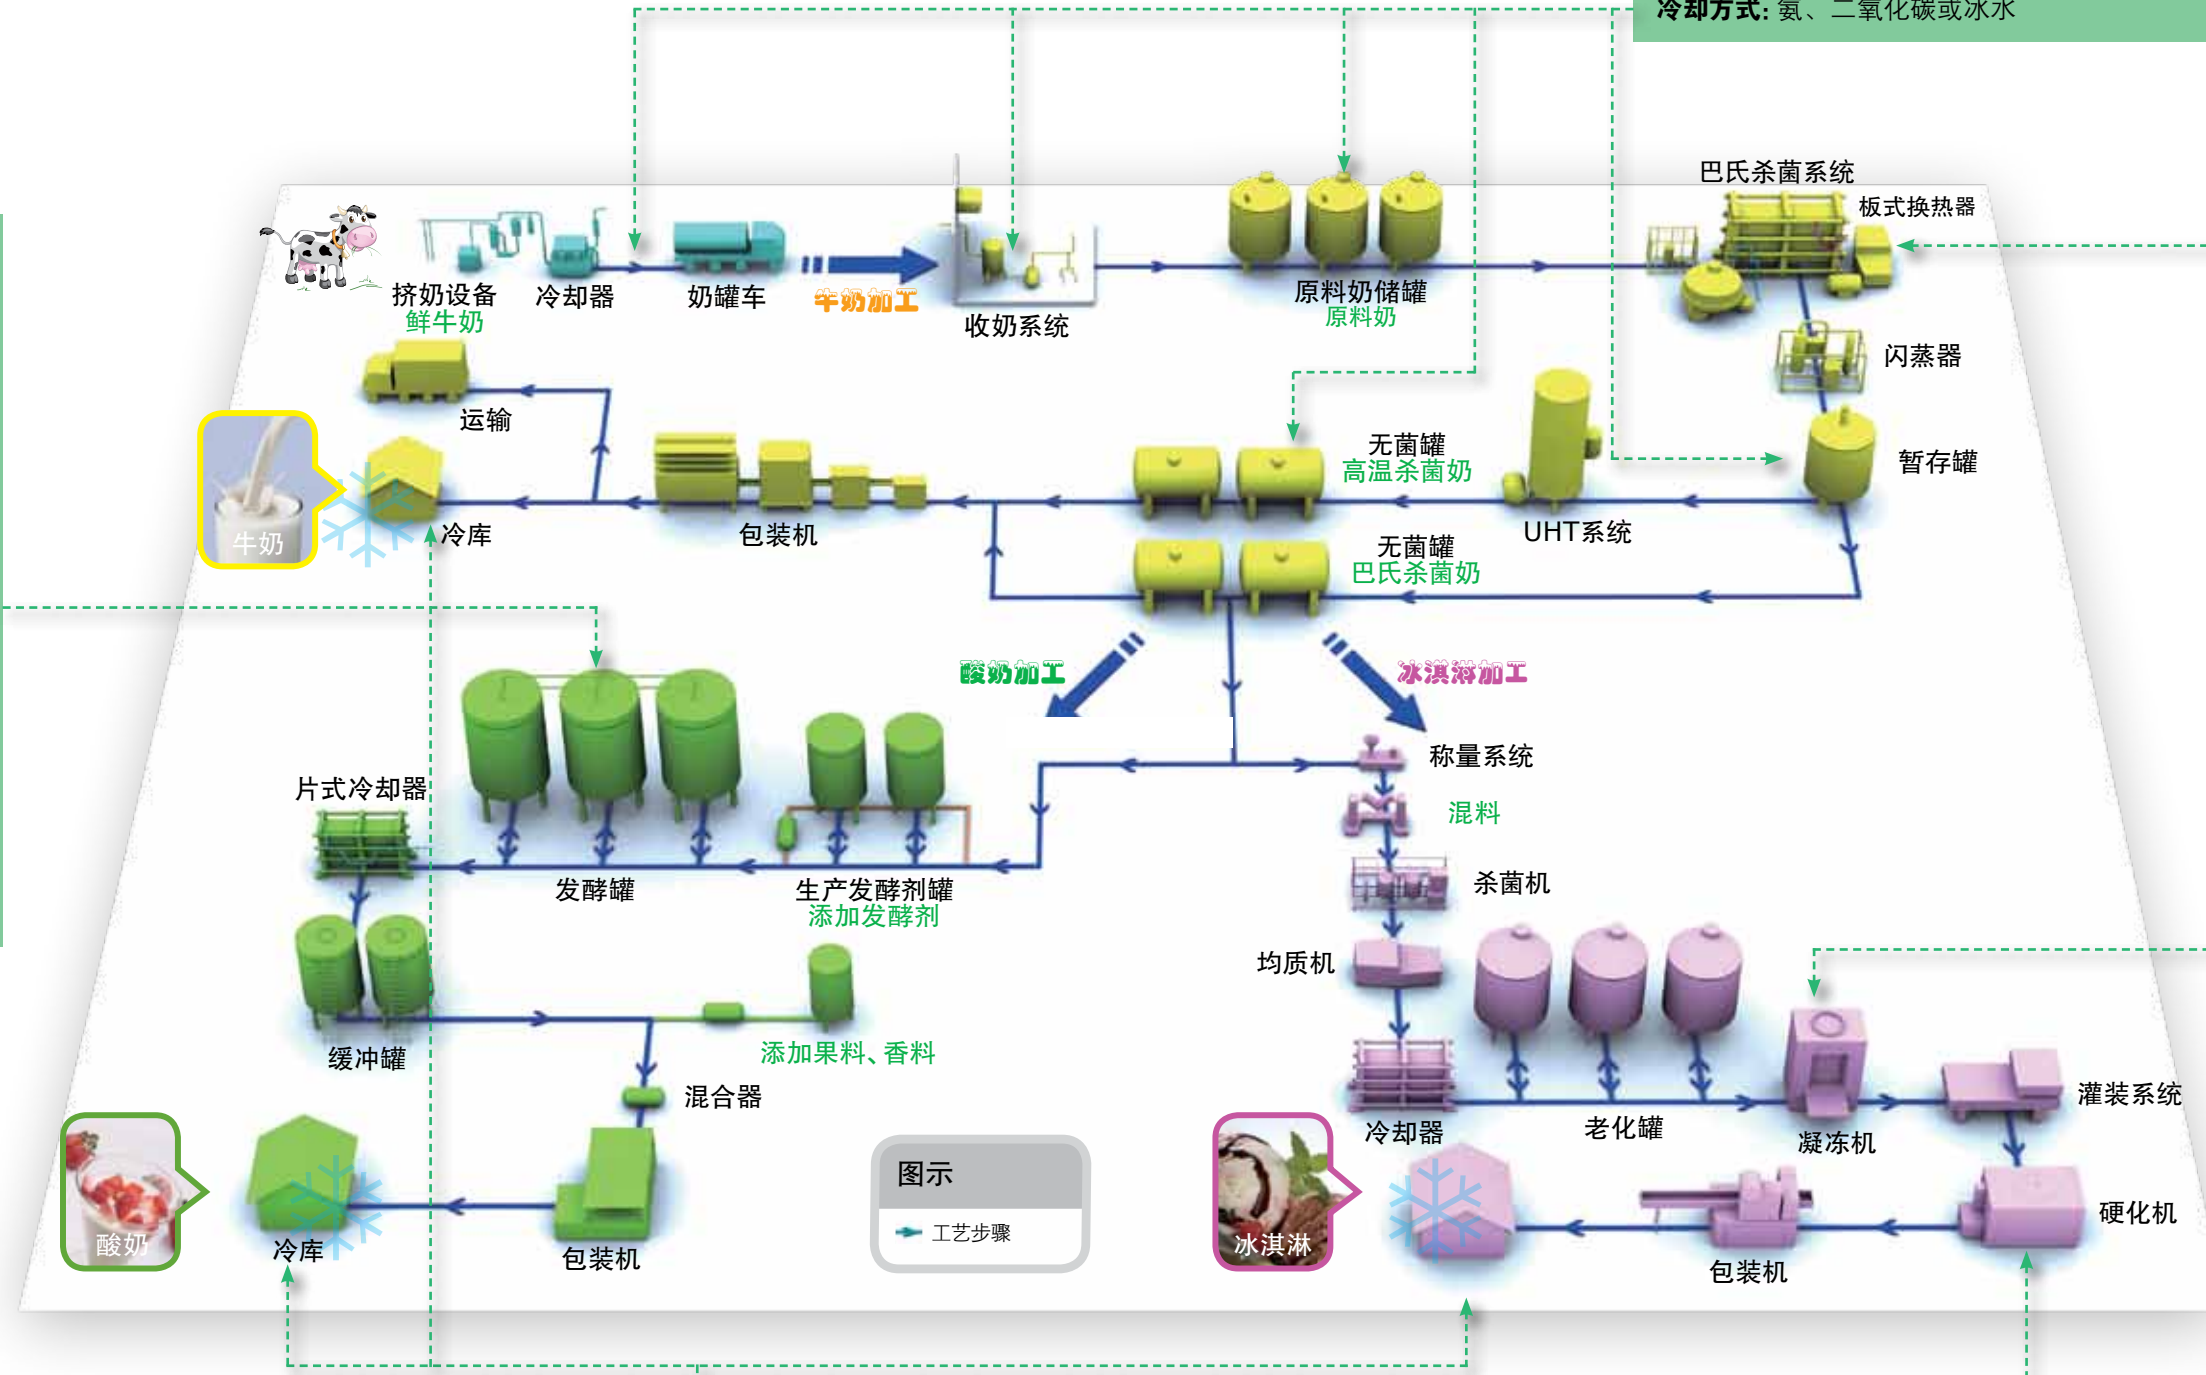 冷却方式: 氨、二氧化碳或冰水
巴氏杀菌系统
板式换热器
挤奶设备
鲜牛奶
冷却器
奶罐车
牛奶加工
收奶系统
原料奶储罐
原料奶
闪蒸器
运输
无菌罐
高温杀菌奶
暂存罐
牛奶
冷库
包装机
UHT系统
无菌罐
巴氏杀菌奶
酸奶加工
冰淇淋加工
称量系统
片式冷却器
混料
发酵罐
生产发酵剂罐
添加发酵剂
杀菌机
均质机
缓冲罐
添加果料、香料
混合器
冷却器
老化罐
凝冻机
灌装系统
图示
工艺步骤
酸奶
冷库
包装机
冰淇淋
包装机
硬化机